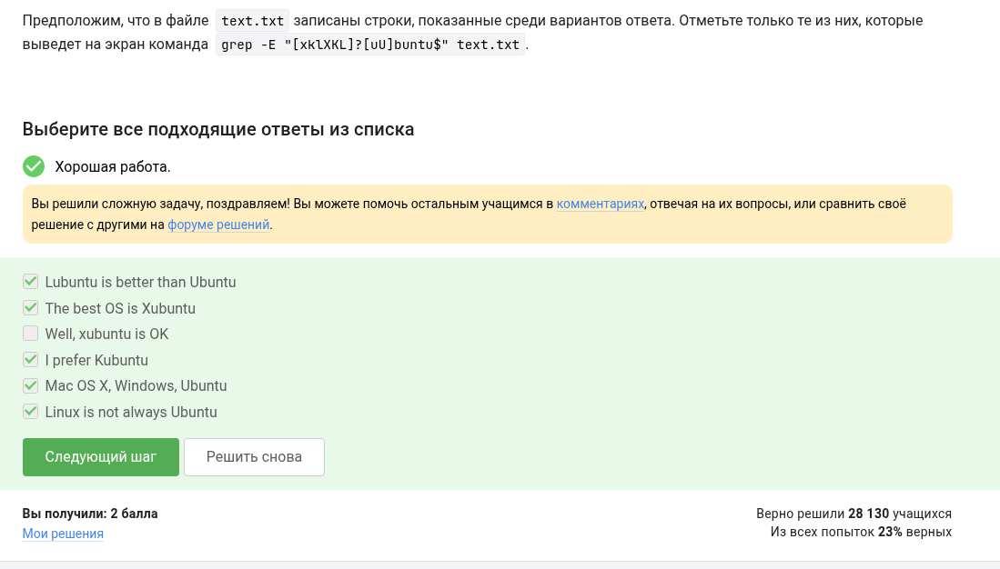 Предположим, что в файле text.txt записаны строки, показанные среди вариантов ответа. Отметьте только те из них, которые
выведет на экран команда grep -E "[xklXKL]?[uU]buntu$" text.txt.
Выберите все подходящие ответы из списка
Хорошая работа.
Вы решили сложную задачу, поздравляем! Вы можете помочь остальным учащимся в комментариях, отвечая на их вопросы, или сравнить своё
решение с другими на форуме решений.
Lubuntu is better than Ubuntu
The best OS is Xubuntu
Well, xubuntu is OK
I prefer Kubuntu
Mac OS X, Windows, Ubuntu
Linux is not always Ubuntu
Следующий шаг Решить снова
Вы получили: 2 балла Верно решили 28 130 учащихся
Мои решения Из всех попыток 23% верных